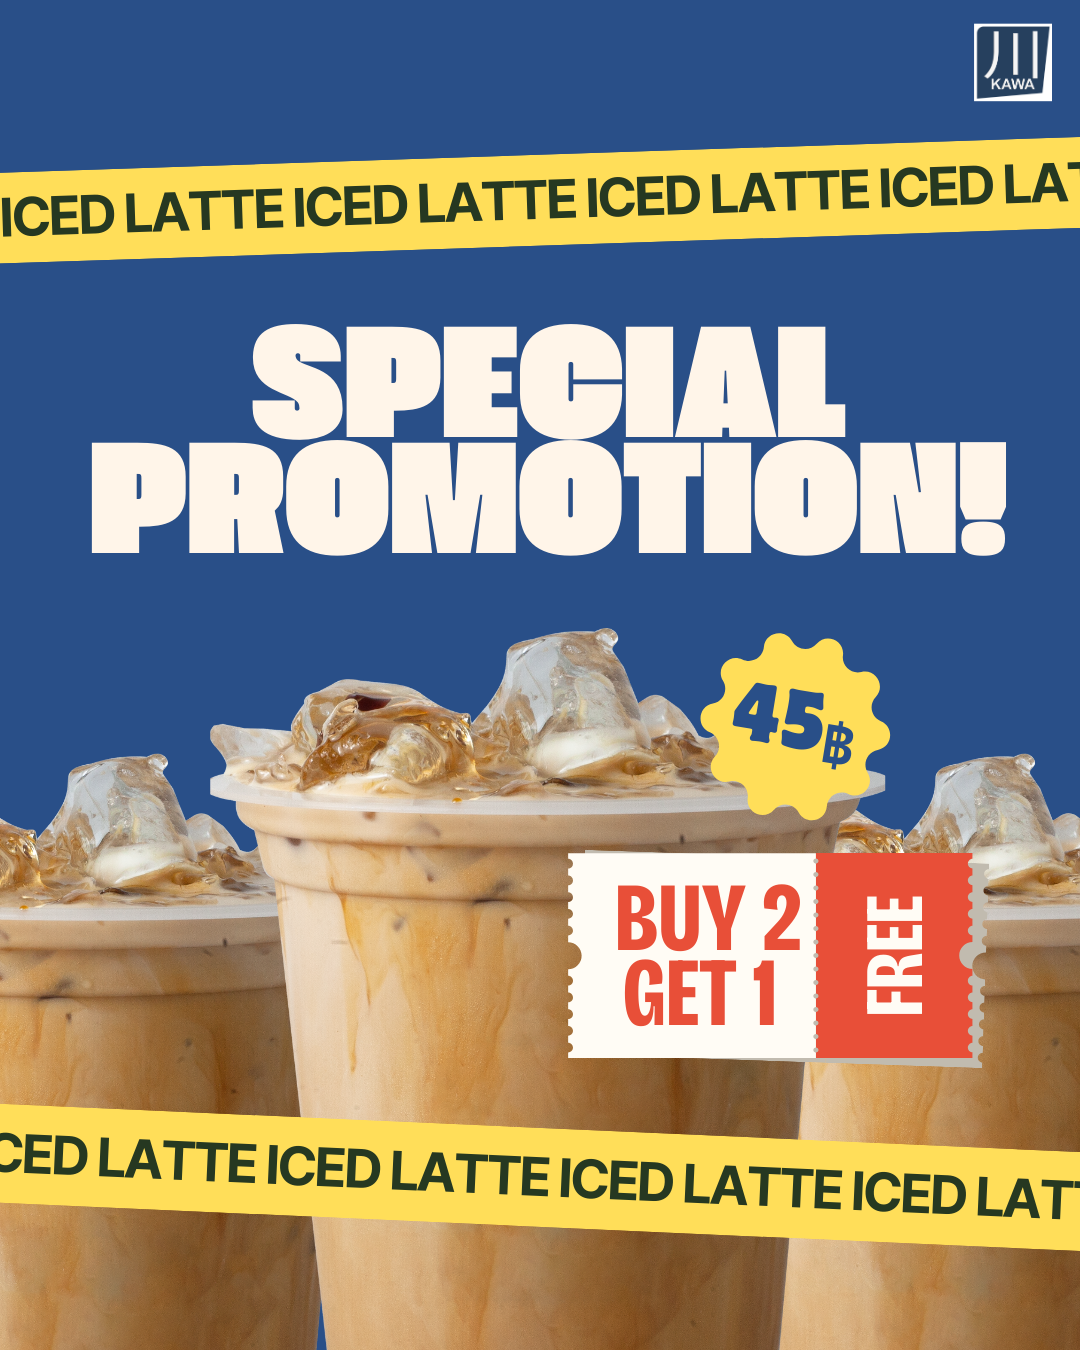 川
KAWA
ICED LATTE ICED LATTE ICED LATTE ICED LAT
SPECIAL
PROMOTION!
45฿
BUY 2
GET 1
FREE
CED LATTE ICED LATTE ICED LATTE ICED LATT